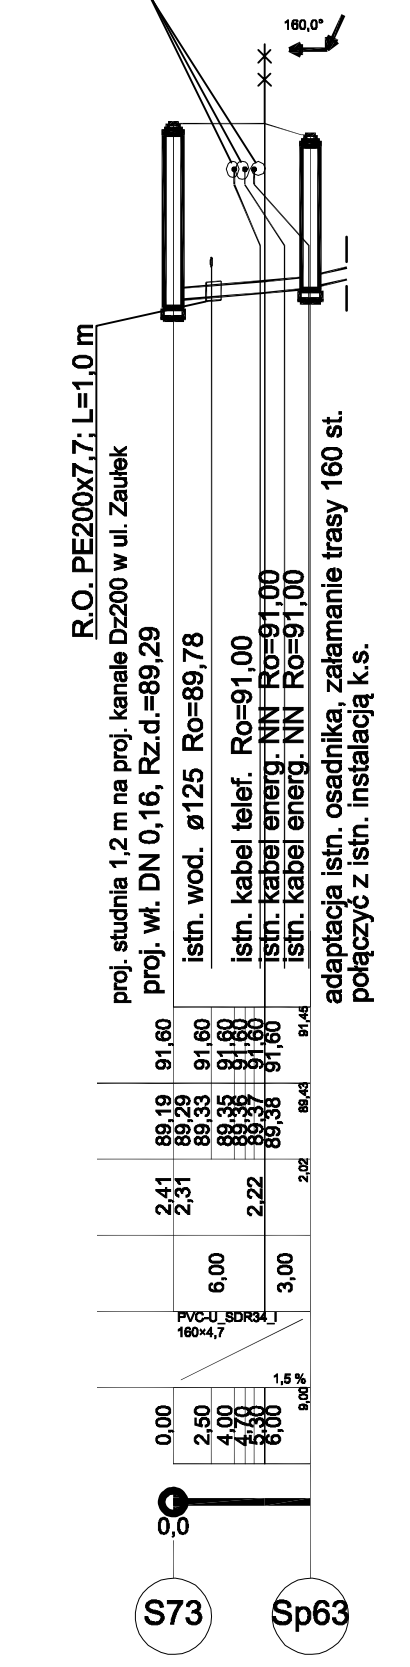 160,0°
R.O. PE200x7,7; L=1,0 m
proj. studnia 1,2 m na proj. kanale Dz200 w ul. Zaułek
proj. wł. DN 0,16, Rz.d.=89,29
istn. wod. ø125 Ro=89,78
istn. kabel telef. Ro=91,00
istn. kabel energ. NN Ro=91,00
istn. kabel energ. NN Ro=91,00
adaptacja istn. osadnika, załamanie trasy 160 st.
połączyć z istn. instalacją k.s.
91,60 91,60 91,60 91,60 91,60 91,60 91,45
89,19 89,29 89,33 89,35 89,36 89,37 89,38 89,43
2,41 2,31 2,22 2,02
6,00 3,00
PVC-U_SDR34_I
160×4,7
1,5 %
0,00 2,50 4,00 4,70 5,30 6,00 9,00
0,0
S73 Sp63